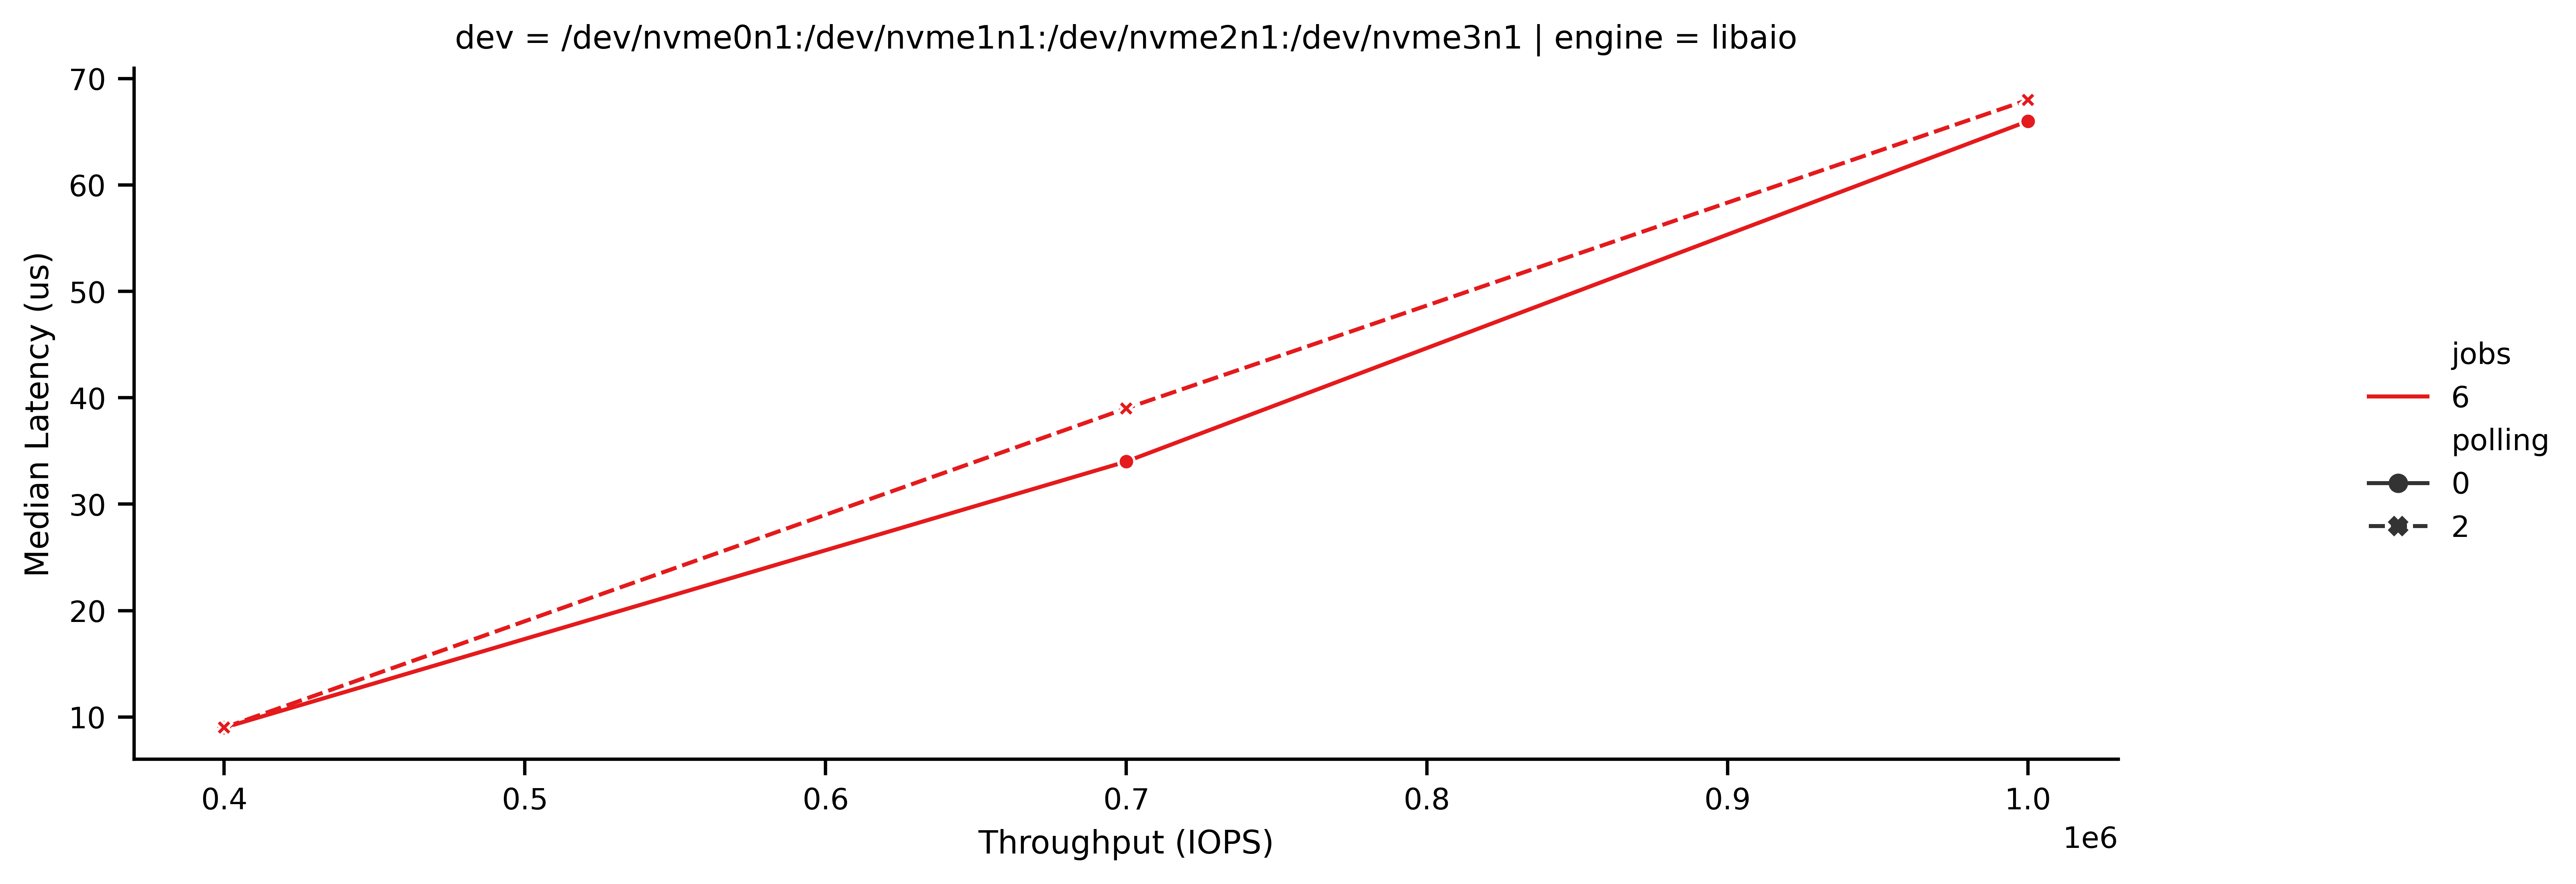 dev = /dev/nvme0n1:/dev/nvme1n1:/dev/nvme2n1:/dev/nvme3n1 | engine = libaio
Median Latency (us)
70
60
50
40
30
20
10
0.4 0.5 0.6 0.7 0.8 0.9 1.0
1e6
Throughput (IOPS)
jobs
6
polling
0
2